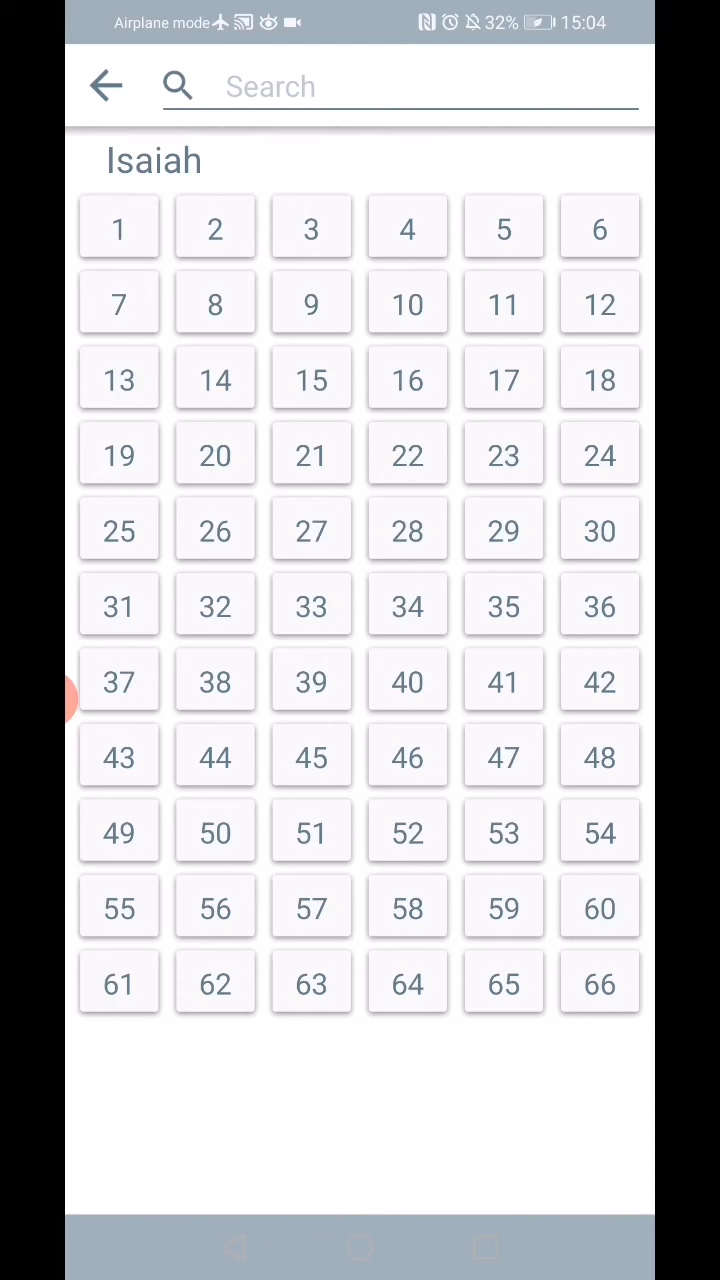 Airplane mode 32% 15:04
Search
Isaiah
1 2 3 4 5 6
7 8 9 10 11 12
13 14 15 16 17 18
19 20 21 22 23 24
25 26 27 28 29 30
31 32 33 34 35 36
37 38 39 40 41 42
43 44 45 46 47 48
49 50 51 52 53 54
55 56 57 58 59 60
61 62 63 64 65 66